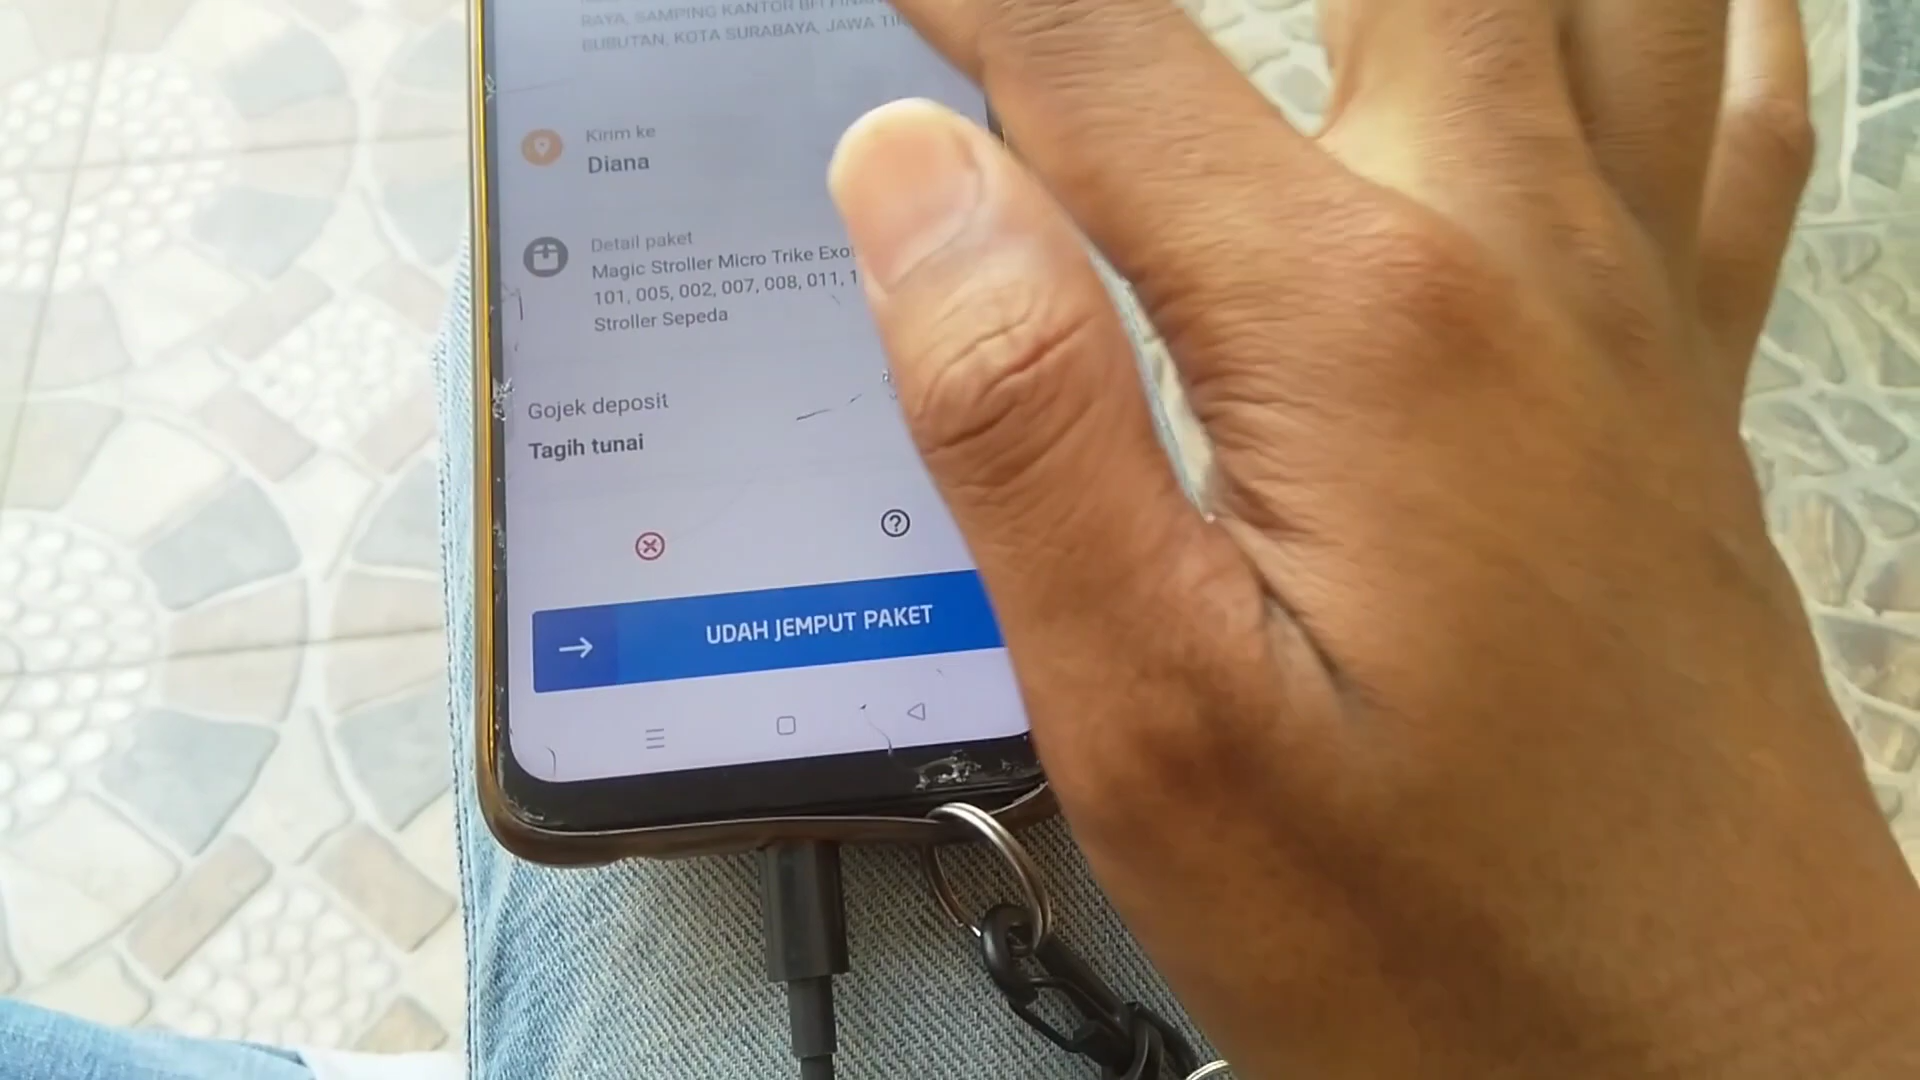 RAYA, SAMPING KANTOR BFI
BUBUTAN, KOTA SURABAYA, JAWA
Kirim ke
Diana
Detail paket
Magic Stroller Micro Trike
101, 005, 002, 007, 008, 011,
Stroller Sepeda
Gojek deposit
Tagih tunai
UDAH JEMPUT PAKET